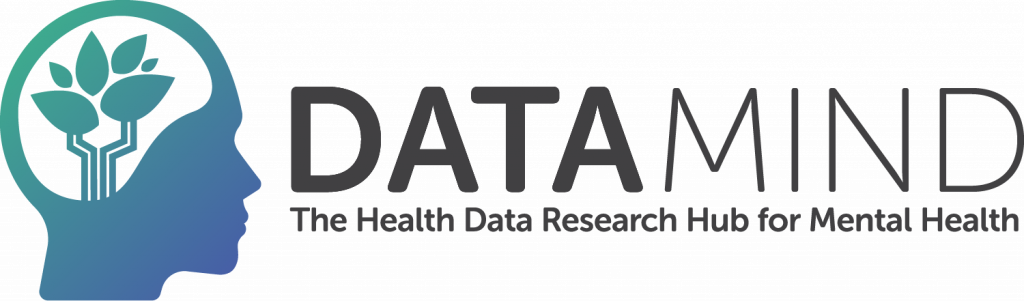 DATAMIND
The Health Data Research Hub for Mental Health